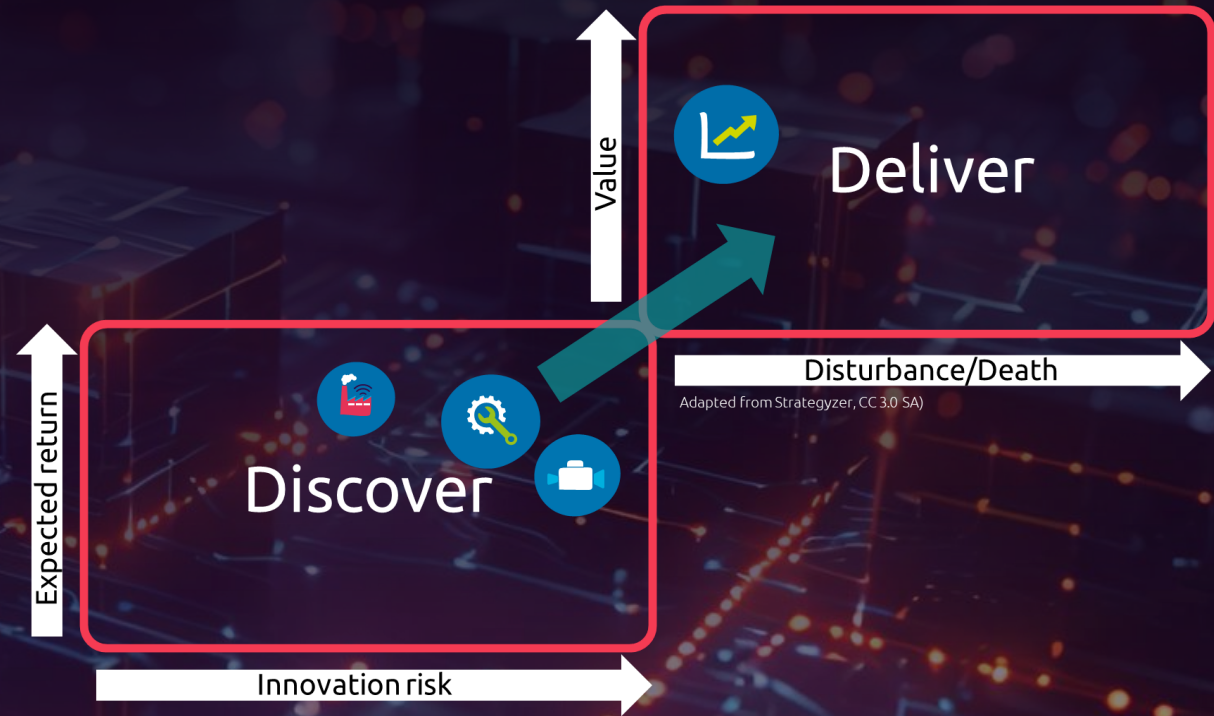 Value
Deliver
Disturbance/Death
Adapted from Strategyzer, CC 3.0 SA)
Expected return
Discover
Innovation risk